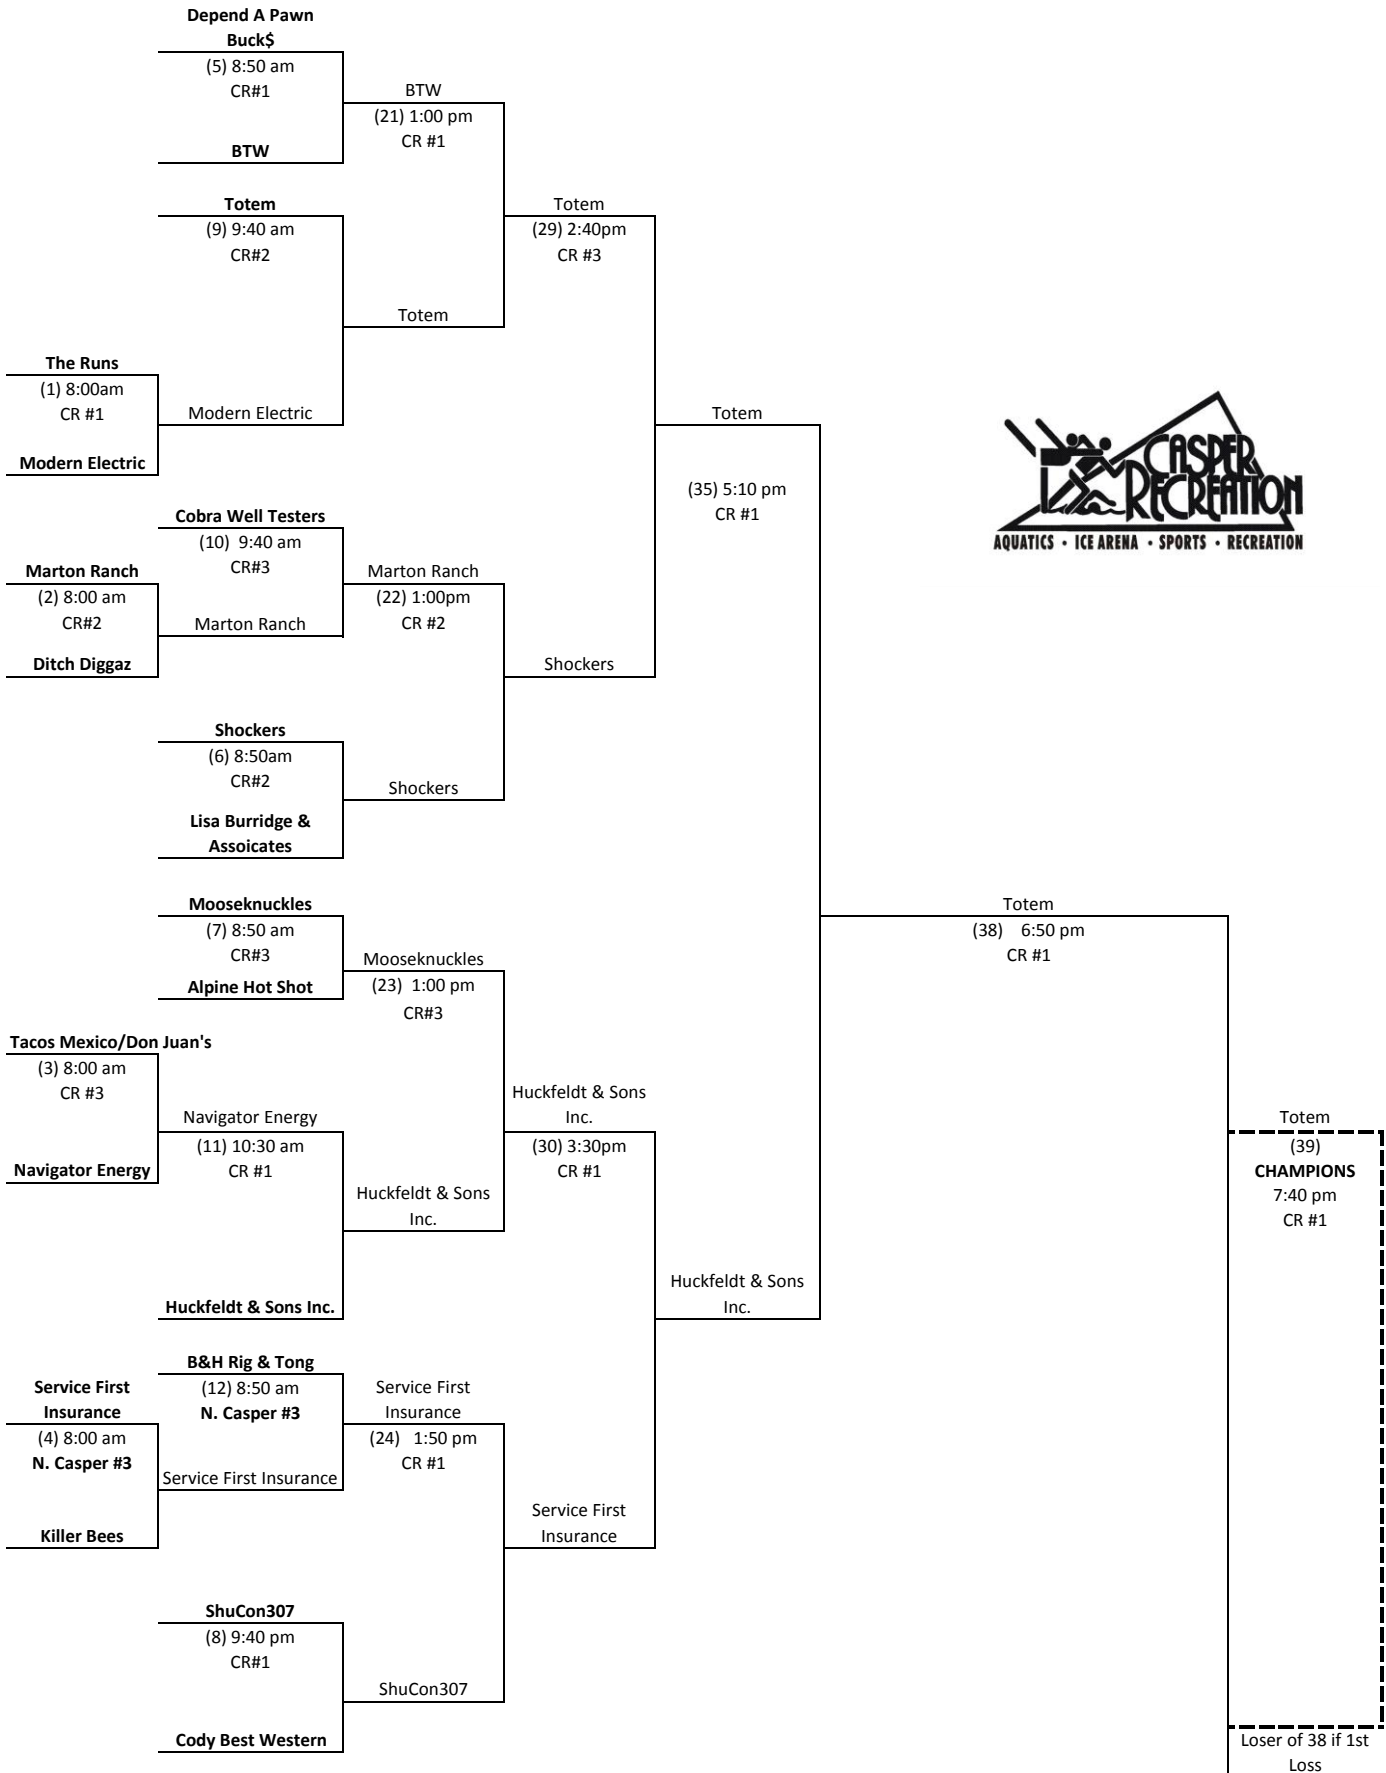 Depend A Pawn
Buck$
(5) 8:50 am
CR#1
BTW
(21) 1:00 pm
CR #1
BTW
Totem
(9) 9:40 am
CR#2
Totem
(29) 2:40pm
CR #3
Totem
The Runs
(1) 8:00am
CR #1
Modern Electric
Modern Electric
Totem
(35) 5:10 pm
CR #1
CASPER
RECREATION
AQUATICS • ICE ARENA • SPORTS • RECREATION
Cobra Well Testers
(10) 9:40 am
CR#3
Marton Ranch
(2) 8:00 am
CR#2
Marton Ranch
Ditch Diggaz
Marton Ranch
(22) 1:00pm
CR #2
Shockers
Shockers
(6) 8:50am
CR#2
Shockers
Lisa Burridge &
Assoicates
Mooseknuckles
(7) 8:50 am
CR#3
Alpine Hot Shot
Mooseknuckles
(23) 1:00 pm
CR#3
Totem
(38) 6:50 pm
CR #1
Tacos Mexico/Don Juan's
(3) 8:00 am
CR #3
Navigator Energy
Navigator Energy
(11) 10:30 am
CR #1
Huckfeldt & Sons
Inc.
Huckfeldt & Sons
Inc.
(30) 3:30pm
CR #1
Totem
(39)
CHAMPIONS
7:40 pm
CR #1
Huckfeldt & Sons Inc.
Huckfeldt & Sons
Inc.
B&H Rig & Tong
(12) 8:50 am
N. Casper #3
Service First
Insurance
(4) 8:00 am
N. Casper #3
Service First Insurance
Killer Bees
Service First
Insurance
(24) 1:50 pm
CR #1
Service First
Insurance
ShuCon307
(8) 9:40 pm
CR#1
ShuCon307
Cody Best Western
Loser of 38 if 1st
Loss